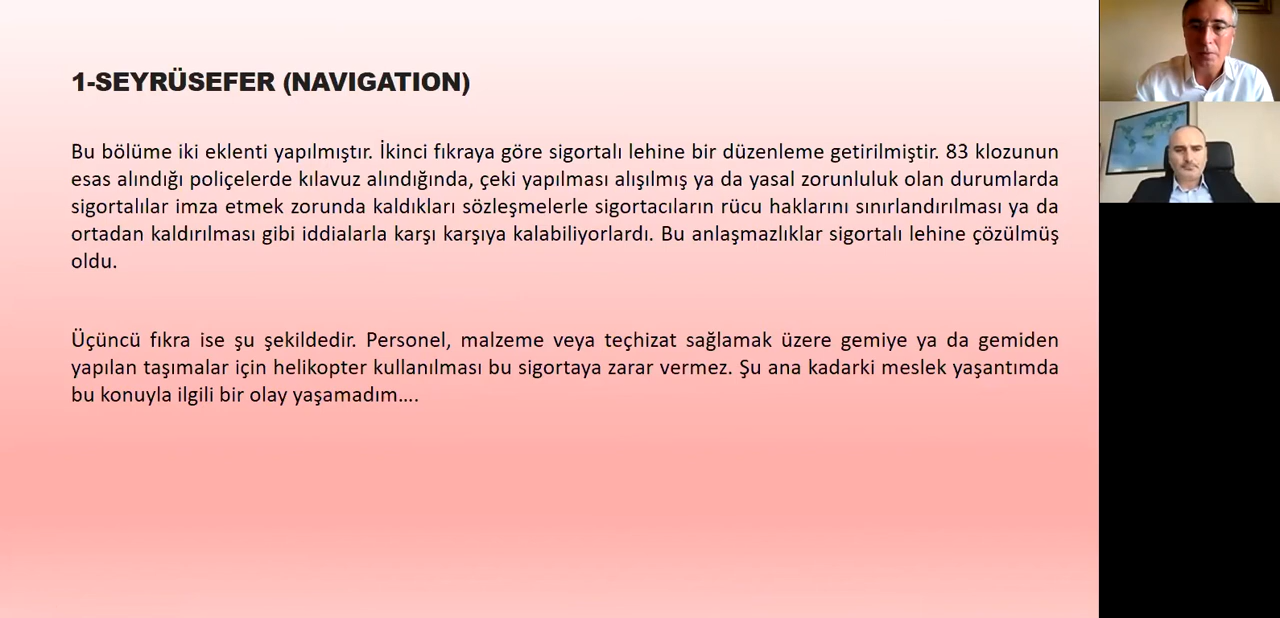 1-SEYRÜSEFER (NAVIGATION)
Bu bölüme iki eklenti yapılmıştır. İkinci fıkraya göre sigortalı lehine bir düzenleme getirilmiştir. 83 klozunun
esas alındığı poliçelerde kılavuz alındığında, çeki yapılması alışılmış ya da yasal zorunluluk olan durumlarda
sigortalılar imza etmek zorunda kaldıkları sözleşmelerle sigortacıların rücu haklarını sınırlandırılması ya da
ortadan kaldırılması gibi iddialarla karşı karşıya kalabiliyorlardı. Bu anlaşmazlıklar sigortalı lehine çözülmüş
oldu.
Üçüncü fıkra ise şu şekildedir. Personel, malzeme veya teçhizat sağlamak üzere gemiye ya da gemiden
yapılan taşımalar için helikopter kullanılması bu sigortaya zarar vermez. Şu ana kadarki meslek yaşantımda
bu konuyla ilgili bir olay yaşamadım....